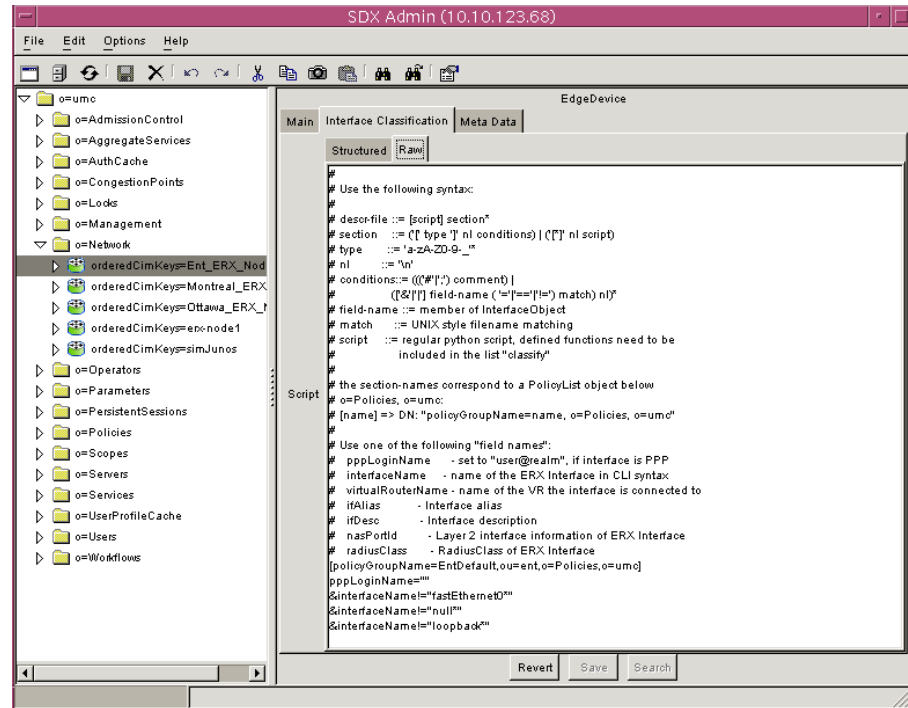 SDX Admin (10.10.123.68)
File Edit Options Help
o=umc
o=AdmissionControl
o=AggregateServices
o=AuthCache
o=CongestionPoints
o=Locks
o=Management
o=Network
orderedCimKeys=Ent_ERX_Nod
orderedCimKeys=Montreal_ERX
orderedCimKeys=Ottawa_ERX_N
orderedCimKeys=erx-node1
orderedCimKeys=simJunos
o=Operators
o=Parameters
o=PersistentSessions
o=Policies
o=Scopes
o=Servers
o=Services
o=UserProfileCache
o=Users
o=Workflows
EdgeDevice
Main Interface Classification Meta Data
Structured Raw
Script
#
# Use the following syntax:
#
# descr-file ::= [script] section*
# section ::= ('[' type ']' nl conditions) | ('[*]' nl script)
# type ::= 'a-zA-Z0-9-_'*
# nl ::= '\n'
# conditions::= ((('#'|';') comment) |
# (['&'|'|'] field-name ( '='|'=='|'!=') match) nl)*
# field-name ::= member of InterfaceObject
# match ::= UNIX style filename matching
# script ::= regular python script, defined functions need to be
# included in the list "classify"
#
# the section-names correspond to a PolicyList object below
# o=Policies, o=umc:
# [name] => DN: "policyGroupName=name, o=Policies, o=umc"
#
# Use one of the following "field names":
# pppLoginName - set to "user@realm", if interface is PPP
# interfaceName - name of the ERX Interface in CLI syntax
# virtualRouterName - name of the VR the interface is connected to
# ifAlias - Interface alias
# ifDesc - Interface description
# nasPortId - Layer 2 interface information of ERX Interface
# radiusClass - RadiusClass of ERX Interface
[policyGroupName=EntDefault,ou=ent,o=Policies,o=umc]
pppLoginName=""
&interfaceName!="fastEthernet0*"
&interfaceName!="null*"
&interfaceName!="loopback*"
Revert Save Search